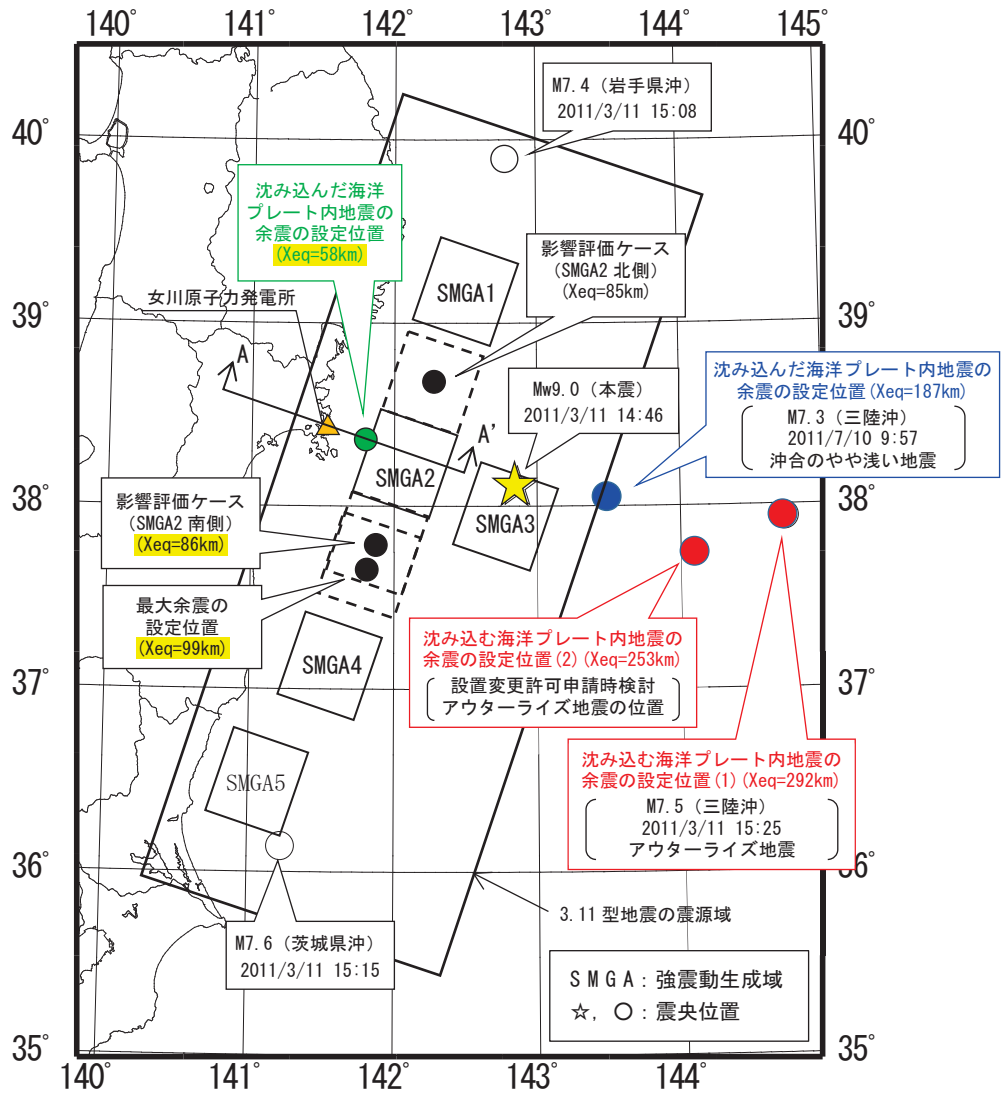 140°
141°
142°
143°
144°
145°
M7.4（岩手県沖）
2011/3/11 15:08
40°
40°
沈み込んだ海洋
プレート内地震の
余震の設定位置
(Xeq=58km)
影響評価ケース
（SMGA2 北側）
(Xeq=85km)
SMGA1
女川原子力発電所
39°
39°
A
Mw9.0（本震）
2011/3/11 14:46
沈み込んだ海洋プレート内地震の
余震の設定位置(Xeq=187km)
M7.3（三陸沖）
2011/7/10 9:57
沖合のやや浅い地震
A'
SMGA2
38°
38°
SMGA3
影響評価ケース
（SMGA2 南側）
(Xeq=86km)
最大余震の
設定位置
(Xeq=99km)
沈み込む海洋プレート内地震の
余震の設定位置(2)(Xeq=253km)
設置変更許可申請時検討
アウターライズ地震の位置
SMGA4
37°
37°
沈み込む海洋プレート内地震の
余震の設定位置(1)(Xeq=292km)
M7.5（三陸沖）
2011/3/11 15:25
アウターライズ地震
SMGA5
36°
36°
3.11型地震の震源域
M7.6（茨城県沖）
2011/3/11 15:15
ＳＭＧＡ：強震動生成域
☆，○：震央位置
35°
35°
140°
141°
142°
143°
144°